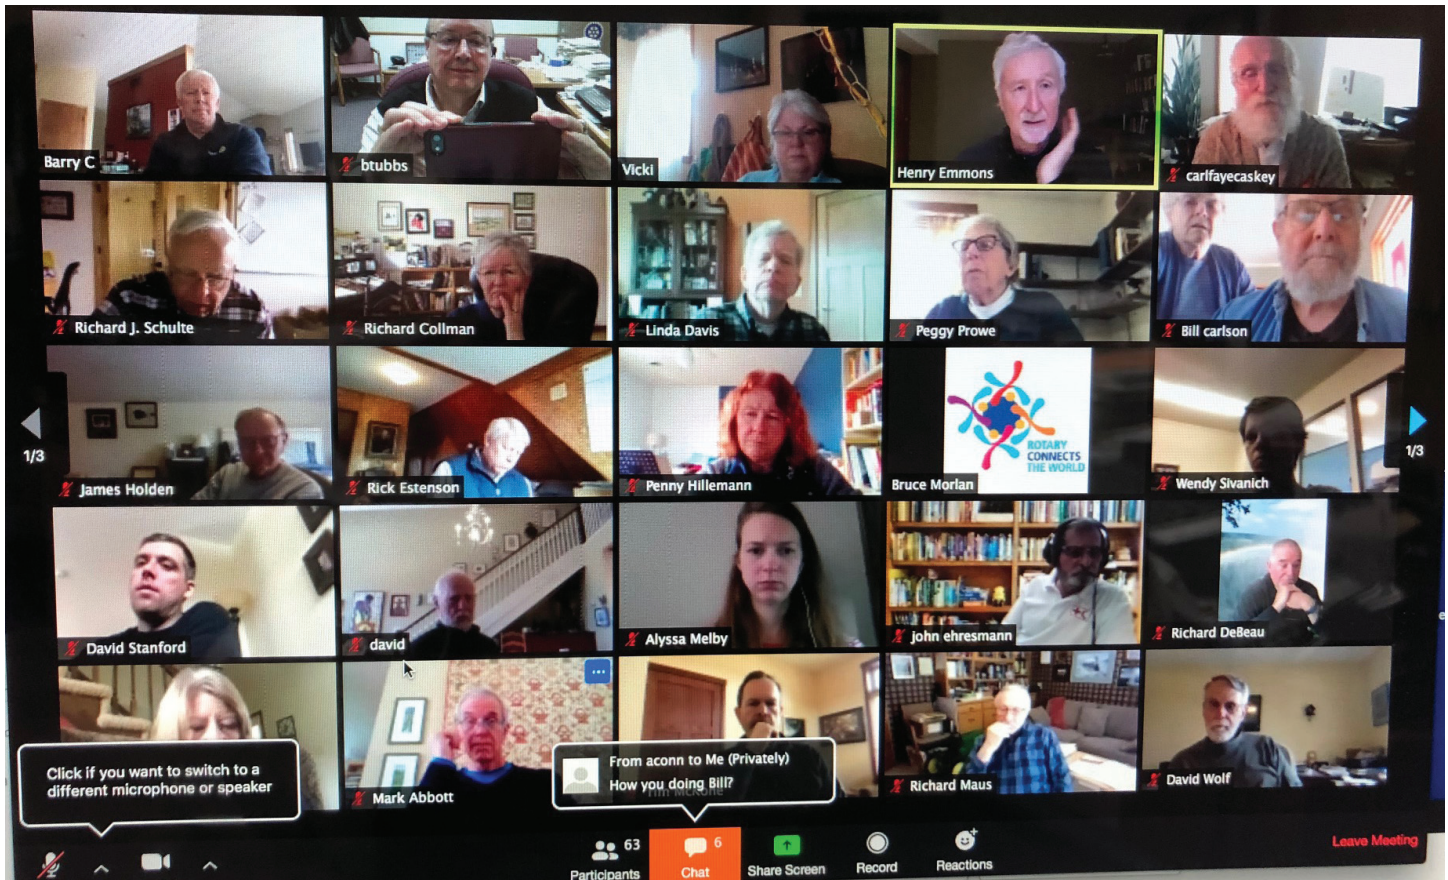 Barry C
btubbs
Vicki
Henry Emmons
carlfayecaskey
Richard J. Schulte
Richard Collman
Linda Davis
Peggy Prowe
Bill carlson
1/3
1/3
James Holden
Rick Estenson
Penny Hillemann
ROTARY
CONNECTS
THE WORLD
Bruce Morlan
Wendy Sivanich
David Stanford
david
Alyssa Melby
john ehresmann
Richard DeBeau
Click if you want to switch to a
different microphone or speaker
Mark Abbott
From aconn to Me (Privately)
How you doing Bill?
Richard Maus
David Wolf
63
Participants
6
Chat
Share Screen
Record
Reactions
Leave Meeting